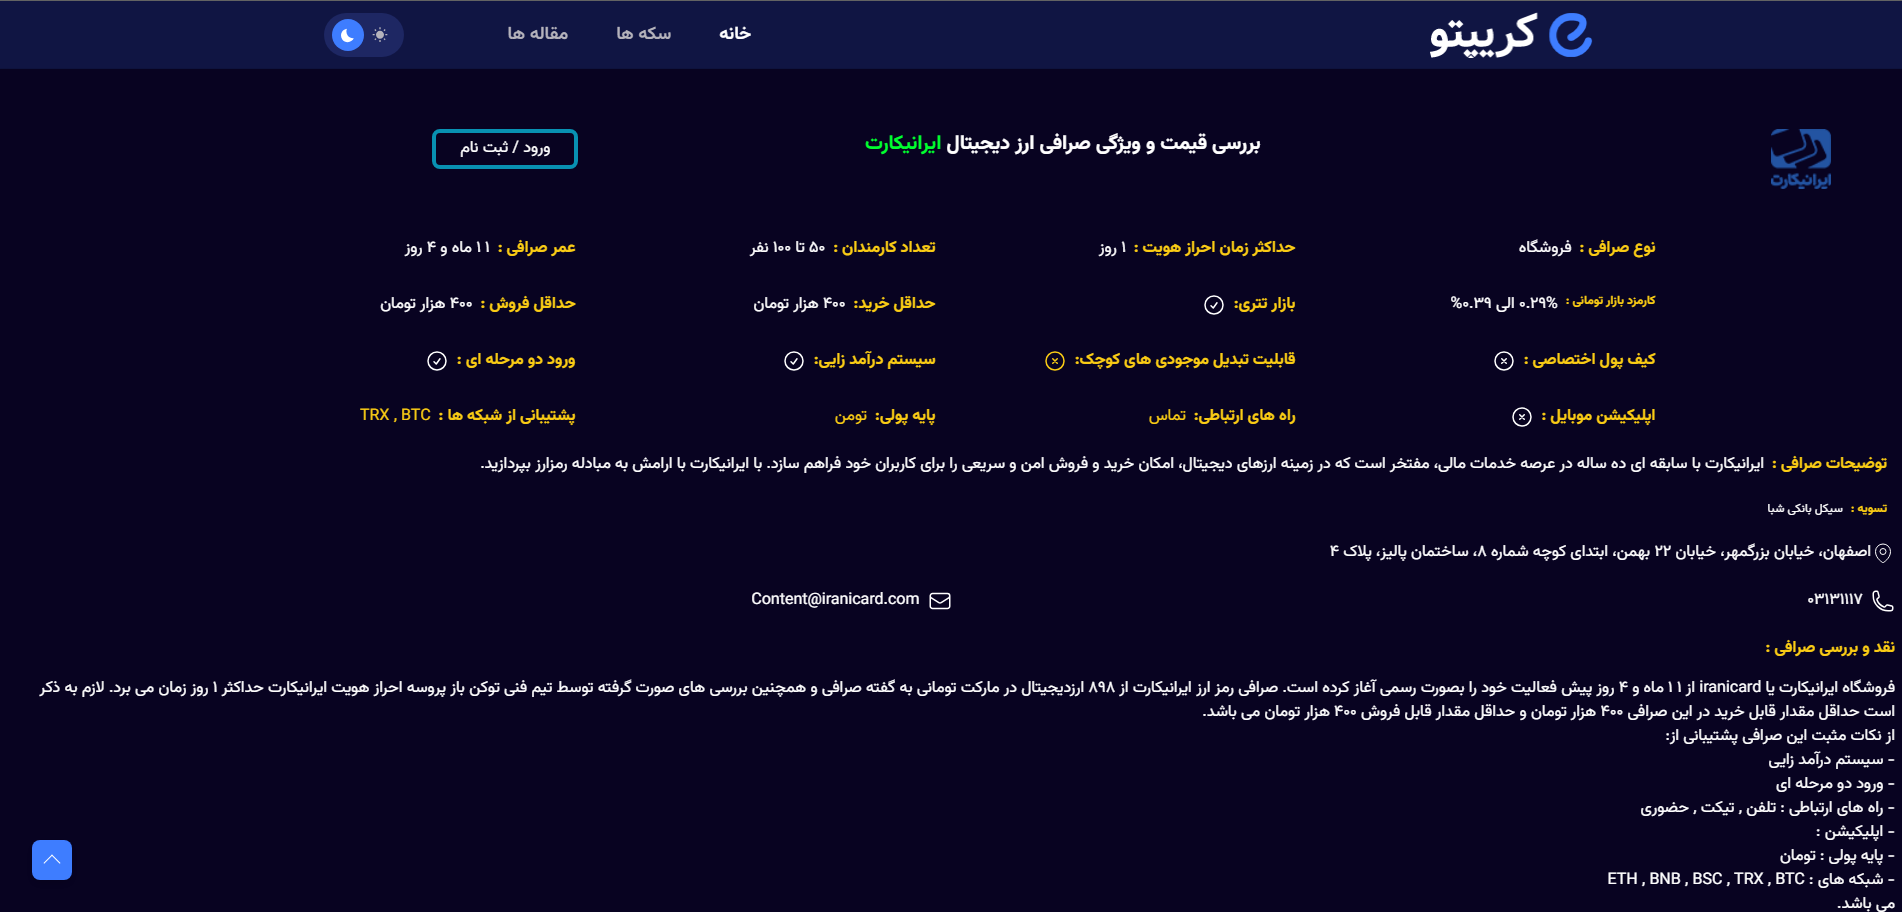 کریپتو
خانه
سکه ها
مقاله ها
ایرانیکارت
بررسی قیمت و ویژگی صرافی ارز دیجیتال ایرانیکارت
ورود / ثبت نام
نوع صرافی : فروشگاه
حداکثر زمان احراز هویت : ۱ روز
تعداد کارمندان : ۵۰ تا ۱۰۰ نفر
عمر صرافی : ۱۱ ماه و ۴ روز
کارمزد بازار تومانی : ۰.۲۹% الی ۰.۳۹%
بازار تتری:
حداقل خرید: ۴۰۰ هزار تومان
حداقل فروش : ۴۰۰ هزار تومان
کیف پول اختصاصی :
قابلیت تبدیل موجودی های کوچک:
سیستم درآمد زایی:
ورود دو مرحله ای :
اپلیکیشن موبایل :
راه های ارتباطی: تماس
پایه پولی: تومن
پشتیبانی از شبکه ها : TRX , BTC
توضیحات صرافی : ایرانیکارت با سابقه ای ده ساله در عرصه خدمات مالی، مفتخر است که در زمینه ارزهای دیجیتال، امکان خرید و فروش امن و سریعی را برای کاربران خود فراهم سازد. با ایرانیکارت با ارامش به مبادله رمزارز بپردازید.
تسویه : سیکل بانکی شبا
اصفهان، خیابان بزرگمهر، خیابان ۲۲ بهمن، ابتدای کوچه شماره ۸، ساختمان پالیز، پلاک ۴
۰۳۱۳۱۱۱۷
Content@iranicard.com
نقد و بررسی صرافی :
فروشگاه ایرانیکارت یا iranicard از ۱۱ ماه و ۴ روز پیش فعالیت خود را بصورت رسمی آغاز کرده است. صرافی رمز ارز ایرانیکارت از ۸۹۸ ارزدیجیتال در مارکت تومانی به گفته صرافی و همچنین بررسی های صورت گرفته توسط تیم فنی توکن باز پروسه احراز هویت ایرانیکارت حداکثر ۱ روز زمان می برد. لازم به ذکر
است حداقل مقدار قابل خرید در این صرافی ۴۰۰ هزار تومان و حداقل مقدار قابل فروش ۴۰۰ هزار تومان می باشد.
از نکات مثبت این صرافی پشتیبانی از:
- سیستم درآمد زایی
- ورود دو مرحله ای
- راه های ارتباطی : تلفن , تیکت , حضوری
- اپلیکیشن :
- پایه پولی : تومان
- شبکه های : ETH , BNB , BSC , TRX , BTC
می باشد.